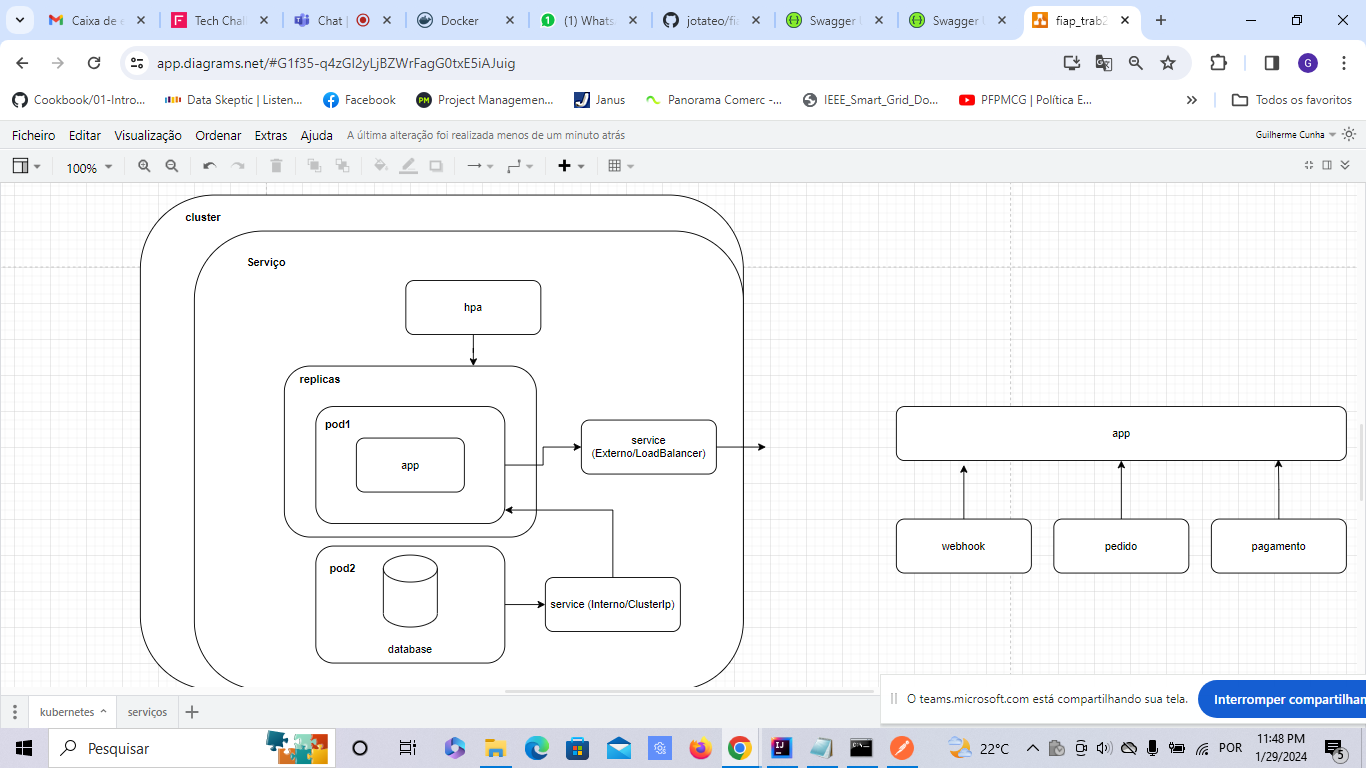 Caixa de e
Tech Chal
Chat |
Docker
(1) Whats
jotateo/fia
Swagger
Swagger
fiap_trab2
app.diagrams.net/#G1f35-q4zGI2yLjBZWrFagG0txE5iAJuig
G
Cookbook/01-Intro...
Data Skeptic | Listen...
Facebook
PM Project Managemen...
Janus
Panorama Comerc -...
IEEE_Smart_Grid_Do...
PFPMCG | Política E...
Todos os favoritos
Ficheiro Editar Visualização Ordenar Extras Ajuda A última alteração foi realizada menos de um minuto atrás
Guilherme Cunha
100%
cluster
Serviço
hpa
replicas
pod1
app
service
(Externo/LoadBalancer)
pod2
database
service (Interno/ClusterIp)
app
webhook
pedido
pagamento
O teams.microsoft.com está compartilhando sua tela.
Interromper compartilhan
kubernetes
serviços
Pesquisar
22°C
POR
11:48 PM
1/29/2024
5